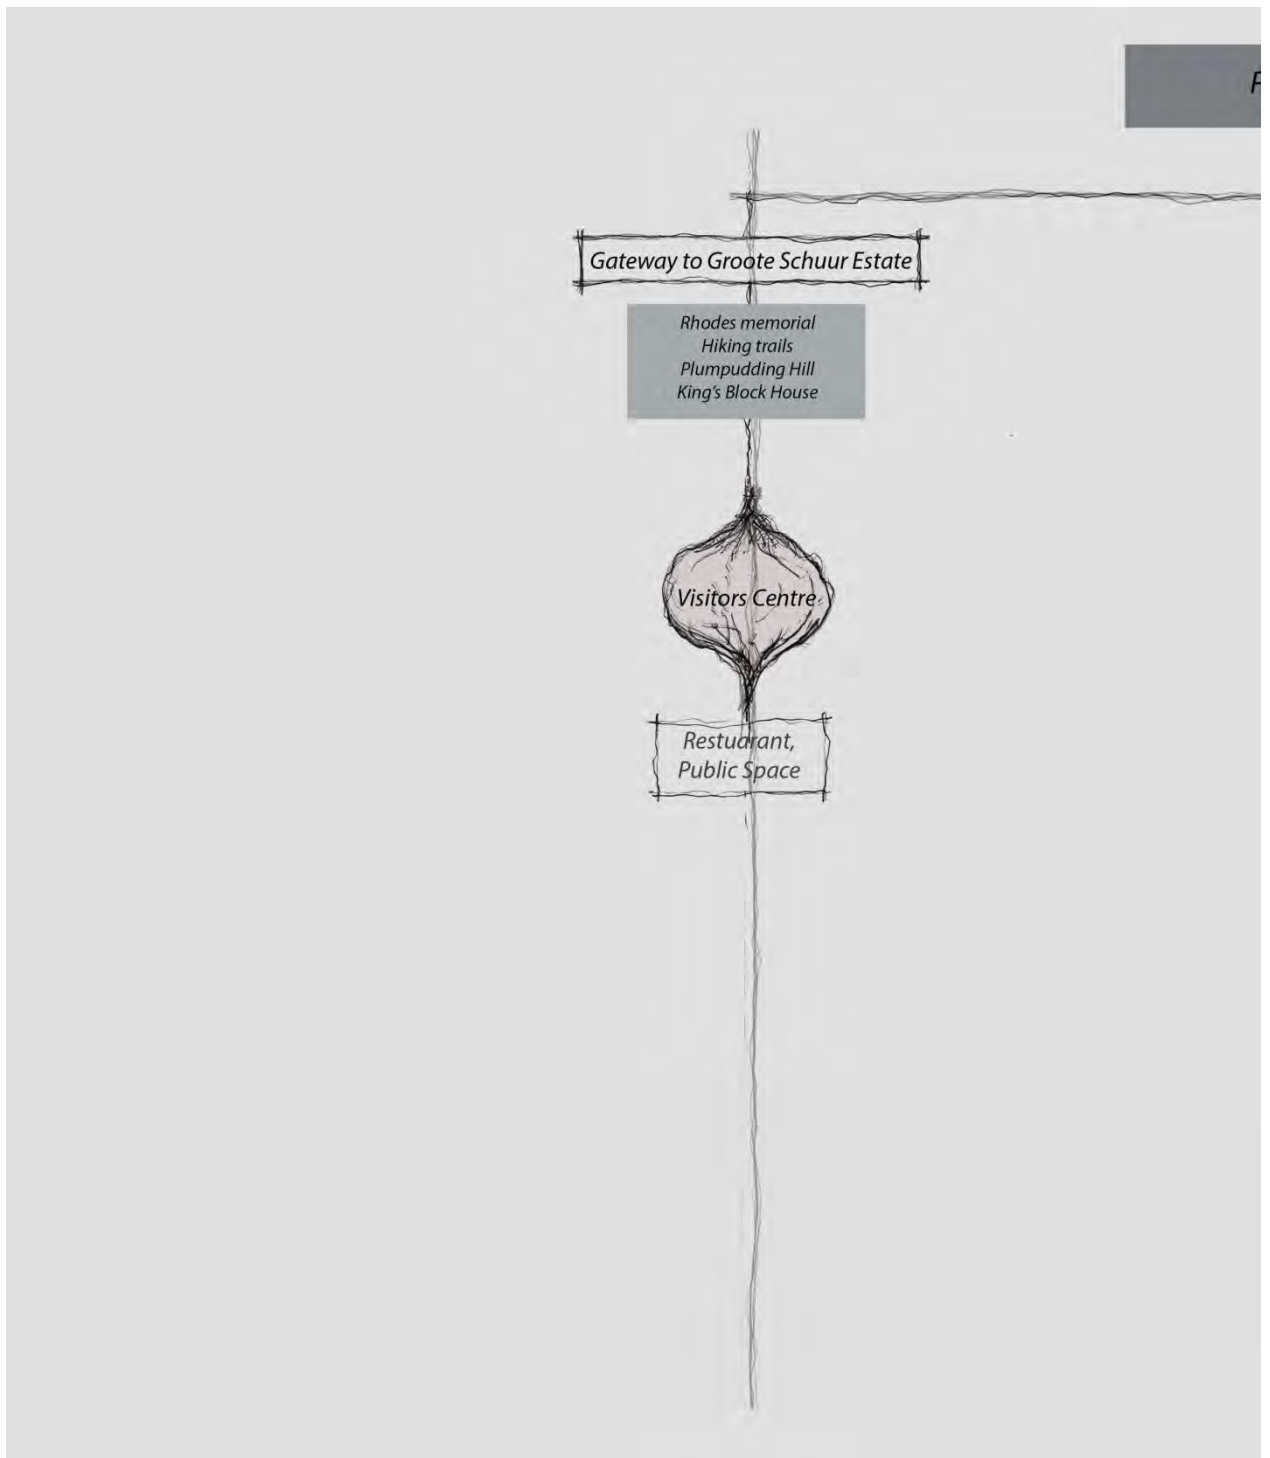 Gateway to Groote Schuur Estate
Rhodes memorial
Hiking trails
Plumpudding Hill
King's Block House
Visitors Centre
Restuarant,
Public Space